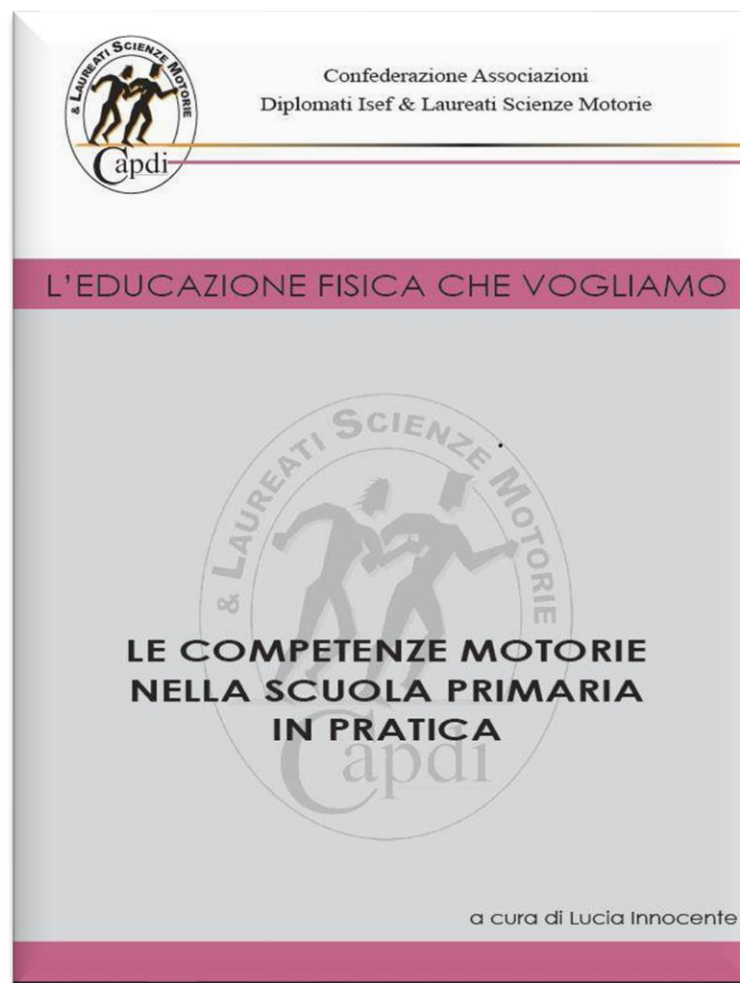 & LAUREATI SCIENZE MOTORIE
Capdi
Confederazione Associazioni
Diplomati Isef & Laureati Scienze Motorie
L'EDUCAZIONE FISICA CHE VOGLIAMO
& LAUREATI SCIENZE MOTORIE
LE COMPETENZE MOTORIE
NELLA SCUOLA PRIMARIA
IN PRATICA
Capdi
a cura di Lucia Innocente